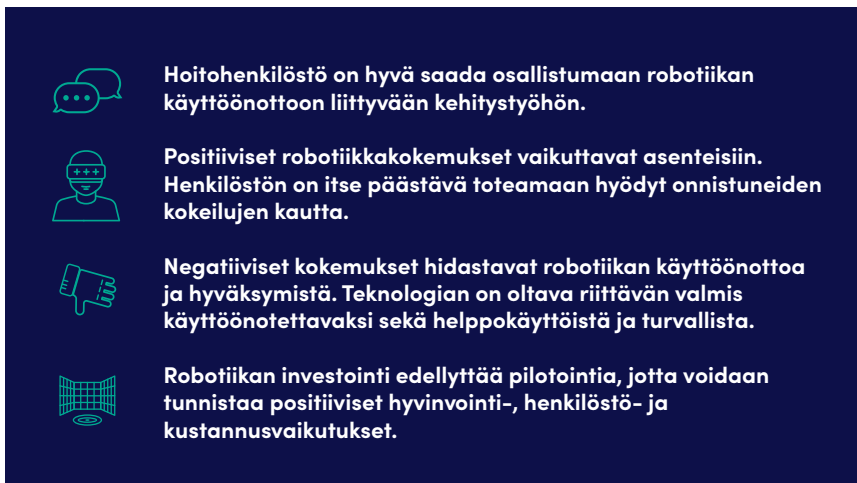 Hoitohenkilöstö on hyvä saada osallistumaan robotiikan
käyttöönottoon liittyvään kehitystyöhön.
Positiiviset robotiikkakokemukset vaikuttavat asenteisiin.
Henkilöstön on itse päästävä toteamaan hyödyt onnistuneiden
kokeilujen kautta.
Negatiiviset kokemukset hidastavat robotiikan käyttöönottoa
ja hyväksymistä. Teknologian on oltava riittävän valmis
käyttöönotettavaksi sekä helppokäyttöistä ja turvallista.
Robotiikan investointi edellyttää pilotointia, jotta voidaan
tunnistaa positiiviset hyvinvointi-, henkilöstö- ja
kustannusvaikutukset.